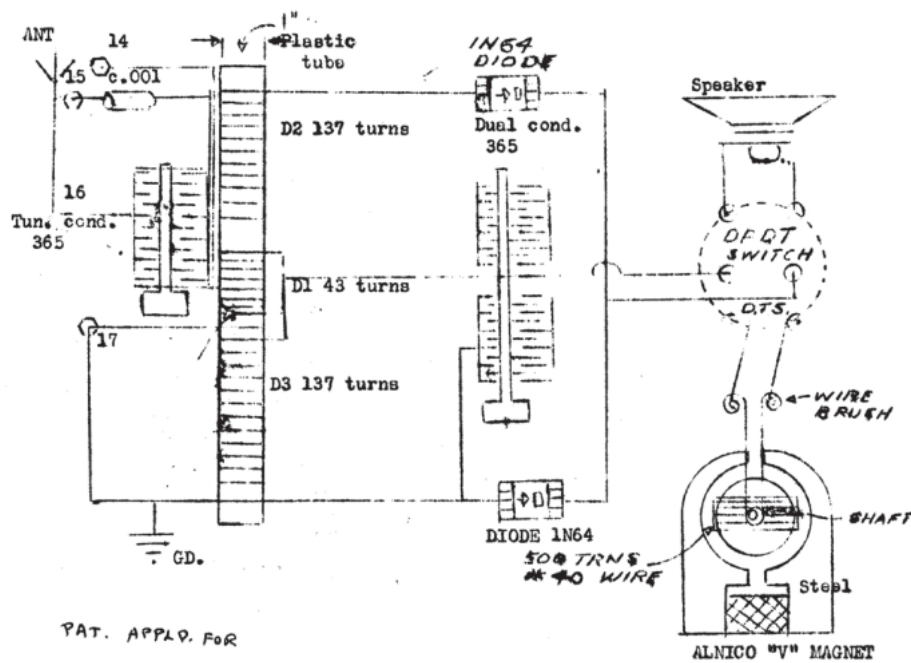 ANT
14
1"
Plastic
tube
15
c.001
1N64
DIODE
Speaker
D2 137 turns
Dual cond.
365
16
Tun. cond.
365
DPDT
SWITCH
D1 43 turns
D.T.S.
17
D3 137 turns
WIRE
BRUSH
SHAFT
DIODE 1N64
500 TRNS
#40 WIRE
GD.
Steel
PAT. APPLD. FOR
ALNICO "V" MAGNET